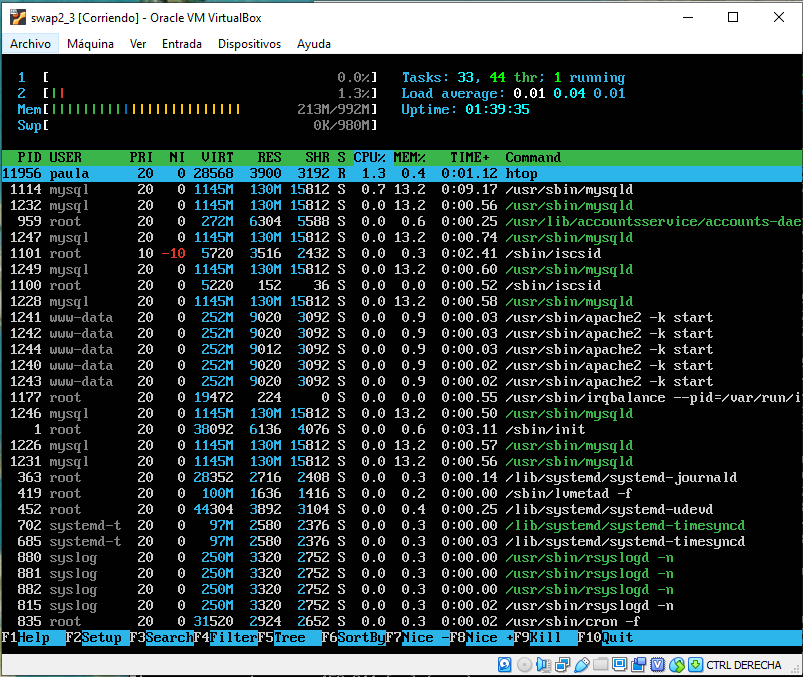 swap2_3 [Corriendo] - Oracle VM VirtualBox
Archivo Máquina Ver Entrada Dispositivos Ayuda
1 [ 0.0%] Tasks: 33, 44 thr; 1 running
2 [|| 1.3%] Load average: 0.01 0.04 0.01
Mem[||||||||||||||||||||||||| 213M/992M] Uptime: 01:39:35
Swp[ 0K/980M]
PID USER PRI NI VIRT RES SHR S CPU% MEM% TIME+ Command
11956 paula 20 0 28568 3900 3192 R 1.3 0.4 0:01.12 htop
1114 mysql 20 0 1145M 130M 15812 S 0.7 13.2 0:09.17 /usr/sbin/mysqld
1232 mysql 20 0 1145M 130M 15812 S 0.0 13.2 0:00.56 /usr/sbin/mysqld
959 root 20 0 272M 6304 5588 S 0.0 0.6 0:00.25 /usr/lib/accountsservice/accounts-dae
1247 mysql 20 0 1145M 130M 15812 S 0.0 13.2 0:00.74 /usr/sbin/mysqld
1101 root 10 -10 5720 3516 2432 S 0.0 0.3 0:02.41 /sbin/iscsid
1249 mysql 20 0 1145M 130M 15812 S 0.0 13.2 0:00.60 /usr/sbin/mysqld
1100 root 20 0 5220 152 36 S 0.0 0.0 0:00.52 /sbin/iscsid
1228 mysql 20 0 1145M 130M 15812 S 0.0 13.2 0:00.58 /usr/sbin/mysqld
1241 www-data 20 0 252M 9020 3092 S 0.0 0.9 0:00.03 /usr/sbin/apache2 -k start
1242 www-data 20 0 252M 9020 3092 S 0.0 0.9 0:00.03 /usr/sbin/apache2 -k start
1244 www-data 20 0 252M 9012 3092 S 0.0 0.9 0:00.03 /usr/sbin/apache2 -k start
1240 www-data 20 0 252M 9020 3092 S 0.0 0.9 0:00.02 /usr/sbin/apache2 -k start
1243 www-data 20 0 252M 9020 3092 S 0.0 0.9 0:00.02 /usr/sbin/apache2 -k start
1177 root 20 0 19472 224 0 S 0.0 0.0 0:00.55 /usr/sbin/irqbalance --pid=/var/run/i
1246 mysql 20 0 1145M 130M 15812 S 0.0 13.2 0:00.50 /usr/sbin/mysqld
1 root 20 0 38092 6136 4076 S 0.0 0.6 0:03.11 /sbin/init
1226 mysql 20 0 1145M 130M 15812 S 0.0 13.2 0:00.57 /usr/sbin/mysqld
1231 mysql 20 0 1145M 130M 15812 S 0.0 13.2 0:00.56 /usr/sbin/mysqld
363 root 20 0 28352 2716 2408 S 0.0 0.3 0:00.14 /lib/systemd/systemd-journald
419 root 20 0 100M 1636 1416 S 0.0 0.2 0:00.00 /sbin/lvmetad -f
452 root 20 0 44304 3892 3104 S 0.0 0.4 0:00.25 /lib/systemd/systemd-udevd
702 systemd-t 20 0 97M 2580 2376 S 0.0 0.3 0:00.00 /lib/systemd/systemd-timesyncd
685 systemd-t 20 0 97M 2580 2376 S 0.0 0.3 0:00.03 /lib/systemd/systemd-timesyncd
880 syslog 20 0 250M 3320 2752 S 0.0 0.3 0:00.00 /usr/sbin/rsyslogd -n
881 syslog 20 0 250M 3320 2752 S 0.0 0.3 0:00.00 /usr/sbin/rsyslogd -n
882 syslog 20 0 250M 3320 2752 S 0.0 0.3 0:00.00 /usr/sbin/rsyslogd -n
815 syslog 20 0 250M 3320 2752 S 0.0 0.3 0:00.02 /usr/sbin/rsyslogd -n
835 root 20 0 31520 2924 2652 S 0.0 0.3 0:00.02 /usr/sbin/cron -f
F1Help F2Setup F3SearchF4FilterF5Tree F6SortByF7Nice -F8Nice +F9Kill F10Quit
CTRL DERECHA